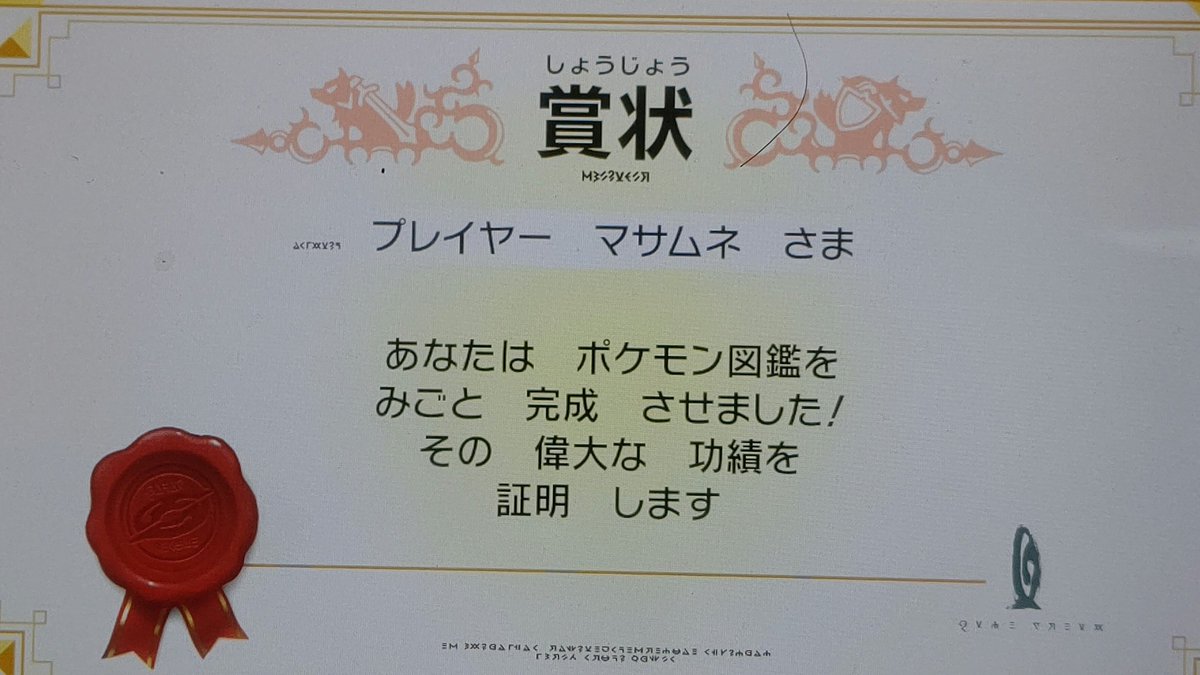 しょうじょう
賞状
プレイヤー　マサムネ　さま
あなたは　ポケモン図鑑を
みごと　完成　させました!
その　偉大な　功績を
証明　します